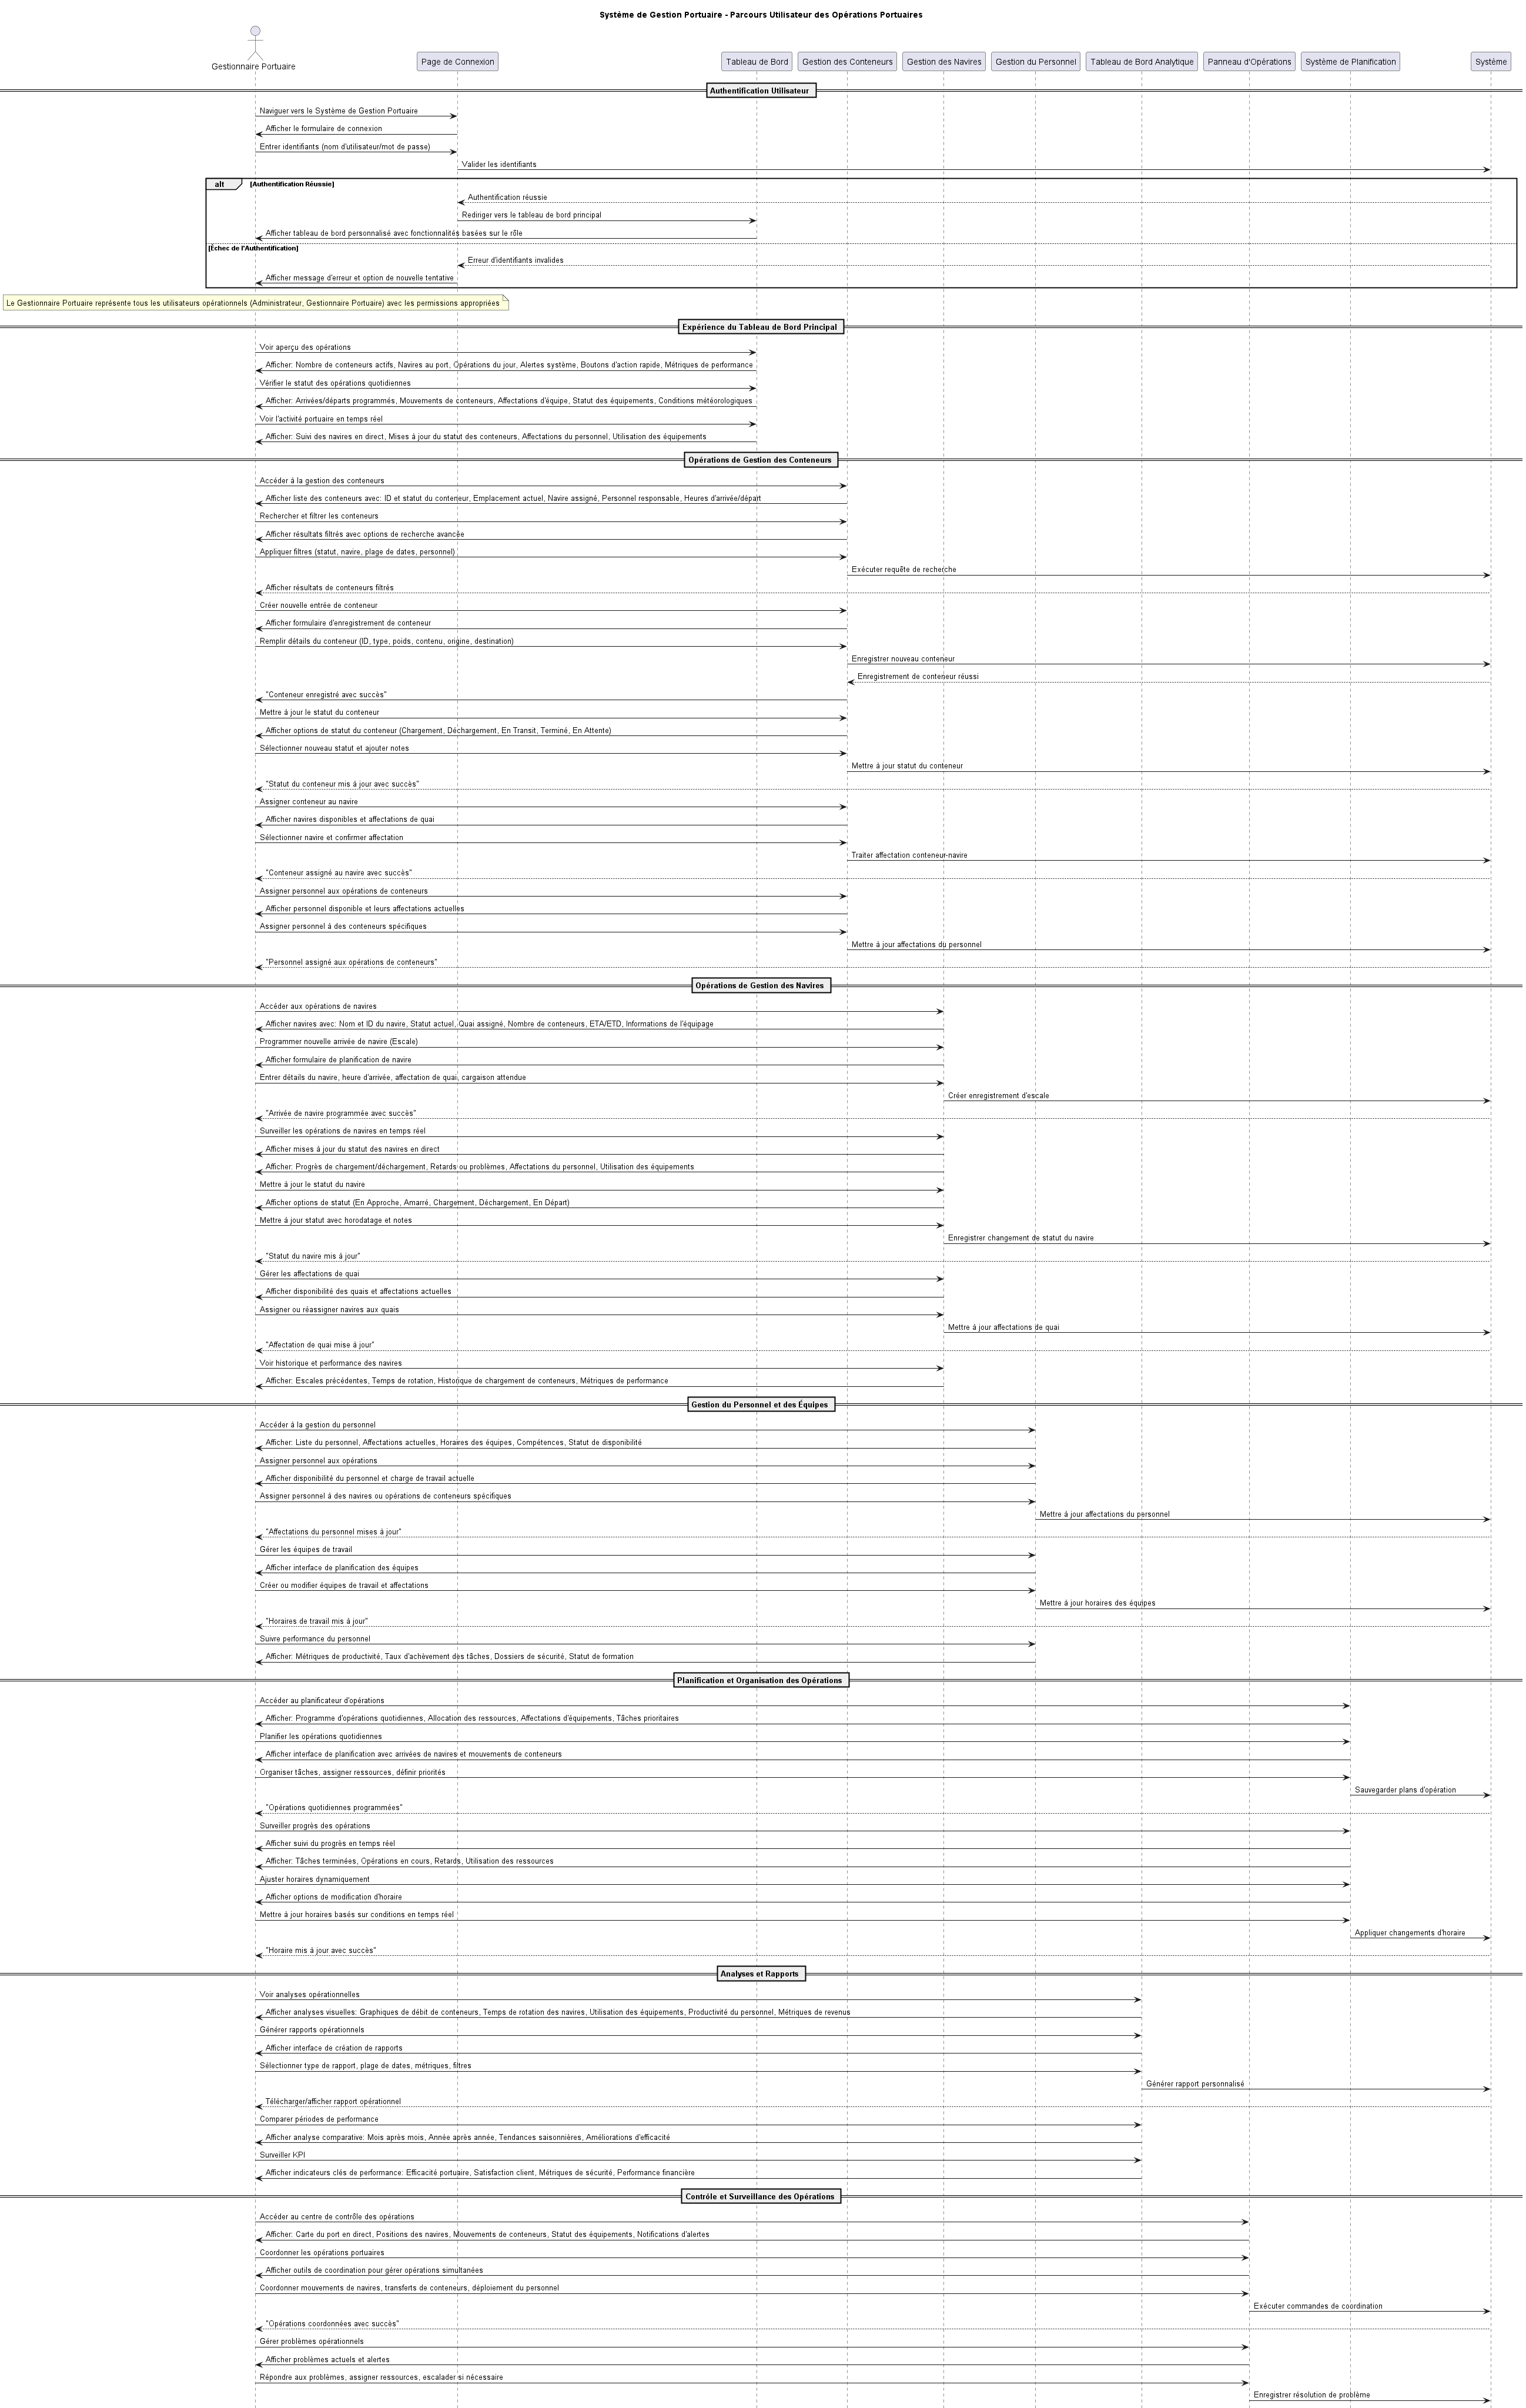 Système de Gestion Portuaire - Parcours Utilisateur des Opérations Portuaires
Gestionnaire Portuaire
Page de Connexion
Tableau de Bord
Gestion des Conteneurs
Gestion des Navires
Gestion du Personnel
Tableau de Bord Analytique
Panneau d'Opérations
Système de Planification
Système
Authentification Utilisateur
Naviguer vers le Système de Gestion Portuaire
Afficher le formulaire de connexion
Entrer identifiants (nom d'utilisateur/mot de passe)
Valider les identifiants
alt
[Authentification Réussie]
Authentification réussie
Rediriger vers le tableau de bord principal
Afficher tableau de bord personnalisé avec fonctionnalités basées sur le rôle
[Échec de l'Authentification]
Erreur d'identifiants invalides
Afficher message d'erreur et option de nouvelle tentative
Le Gestionnaire Portuaire représente tous les utilisateurs opérationnels (Administrateur, Gestionnaire Portuaire) avec les permissions appropriées
Expérience du Tableau de Bord Principal
Voir aperçu des opérations
Afficher: Nombre de conteneurs actifs, Navires au port, Opérations du jour, Alertes système, Boutons d'action rapide, Métriques de performance
Vérifier le statut des opérations quotidiennes
Afficher: Arrivées/départs programmés, Mouvements de conteneurs, Affectations d'équipe, Statut des équipements, Conditions météorologiques
Voir l'activité portuaire en temps réel
Afficher: Suivi des navires en direct, Mises à jour du statut des conteneurs, Affectations du personnel, Utilisation des équipements
Opérations de Gestion des Conteneurs
Accéder à la gestion des conteneurs
Afficher liste des conteneurs avec: ID et statut du conteneur, Emplacement actuel, Navire assigné, Personnel responsable, Heures d'arrivée/départ
Rechercher et filtrer les conteneurs
Afficher résultats filtrés avec options de recherche avancée
Appliquer filtres (statut, navire, plage de dates, personnel)
Exécuter requête de recherche
Afficher résultats de conteneurs filtrés
Créer nouvelle entrée de conteneur
Afficher formulaire d'enregistrement de conteneur
Remplir détails du conteneur (ID, type, poids, contenu, origine, destination)
Enregistrer nouveau conteneur
Enregistrement de conteneur réussi
"Conteneur enregistré avec succès"
Mettre à jour le statut du conteneur
Afficher options de statut du conteneur (Chargement, Déchargement, En Transit, Terminé, En Attente)
Sélectionner nouveau statut et ajouter notes
Mettre à jour statut du conteneur
"Statut du conteneur mis à jour avec succès"
Assigner conteneur au navire
Afficher navires disponibles et affectations de quai
Sélectionner navire et confirmer affectation
Traiter affectation conteneur-navire
"Conteneur assigné au navire avec succès"
Assigner personnel aux opérations de conteneurs
Afficher personnel disponible et leurs affectations actuelles
Assigner personnel à des conteneurs spécifiques
Mettre à jour affectations du personnel
"Personnel assigné aux opérations de conteneurs"
Opérations de Gestion des Navires
Accéder aux opérations de navires
Afficher navires avec: Nom et ID du navire, Statut actuel, Quai assigné, Nombre de conteneurs, ETA/ETD, Informations de l'équipage
Programmer nouvelle arrivée de navire (Escale)
Afficher formulaire de planification de navire
Entrer détails du navire, heure d'arrivée, affectation de quai, cargaison attendue
Créer enregistrement d'escale
"Arrivée de navire programmée avec succès"
Surveiller les opérations de navires en temps réel
Afficher mises à jour du statut des navires en direct
Afficher: Progrès de chargement/déchargement, Retards ou problèmes, Affectations du personnel, Utilisation des équipements
Mettre à jour le statut du navire
Afficher options de statut (En Approche, Amarré, Chargement, Déchargement, En Départ)
Mettre à jour statut avec horodatage et notes
Enregistrer changement de statut du navire
"Statut du navire mis à jour"
Gérer les affectations de quai
Afficher disponibilité des quais et affectations actuelles
Assigner ou réassigner navires aux quais
Mettre à jour affectations de quai
"Affectation de quai mise à jour"
Voir historique et performance des navires
Afficher: Escales précédentes, Temps de rotation, Historique de chargement de conteneurs, Métriques de performance
Gestion du Personnel et des Équipes
Accéder à la gestion du personnel
Afficher: Liste du personnel, Affectations actuelles, Horaires des équipes, Compétences, Statut de disponibilité
Assigner personnel aux opérations
Afficher disponibilité du personnel et charge de travail actuelle
Assigner personnel à des navires ou opérations de conteneurs spécifiques
Mettre à jour affectations du personnel
"Affectations du personnel mises à jour"
Gérer les équipes de travail
Afficher interface de planification des équipes
Créer ou modifier équipes de travail et affectations
Mettre à jour horaires des équipes
"Horaires de travail mis à jour"
Suivre performance du personnel
Afficher: Métriques de productivité, Taux d'achèvement des tâches, Dossiers de sécurité, Statut de formation
Planification et Organisation des Opérations
Accéder au planificateur d'opérations
Afficher: Programme d'opérations quotidiennes, Allocation des ressources, Affectations d'équipements, Tâches prioritaires
Planifier les opérations quotidiennes
Afficher interface de planification avec arrivées de navires et mouvements de conteneurs
Organiser tâches, assigner ressources, définir priorités
Sauvegarder plans d'opération
"Opérations quotidiennes programmées"
Surveiller progrès des opérations
Afficher suivi du progrès en temps réel
Afficher: Tâches terminées, Opérations en cours, Retards, Utilisation des ressources
Ajuster horaires dynamiquement
Afficher options de modification d'horaire
Mettre à jour horaires basés sur conditions en temps réel
Appliquer changements d'horaire
"Horaire mis à jour avec succès"
Analyses et Rapports
Voir analyses opérationnelles
Afficher analyses visuelles: Graphiques de débit de conteneurs, Temps de rotation des navires, Utilisation des équipements, Productivité du personnel, Métriques de revenus
Générer rapports opérationnels
Afficher interface de création de rapports
Sélectionner type de rapport, plage de dates, métriques, filtres
Générer rapport personnalisé
Télécharger/afficher rapport opérationnel
Comparer périodes de performance
Afficher analyse comparative: Mois après mois, Année après année, Tendances saisonnières, Améliorations d'efficacité
Surveiller KPI
Afficher indicateurs clés de performance: Efficacité portuaire, Satisfaction client, Métriques de sécurité, Performance financière
Contrôle et Surveillance des Opérations
Accéder au centre de contrôle des opérations
Afficher: Carte du port en direct, Positions des navires, Mouvements de conteneurs, Statut des équipements, Notifications d'alertes
Coordonner les opérations portuaires
Afficher outils de coordination pour gérer opérations simultanées
Coordonner mouvements de navires, transferts de conteneurs, déploiement du personnel
Exécuter commandes de coordination
"Opérations coordonnées avec succès"
Gérer problèmes opérationnels
Afficher problèmes actuels et alertes
Répondre aux problèmes, assigner ressources, escalader si nécessaire
Enregistrer résolution de problème